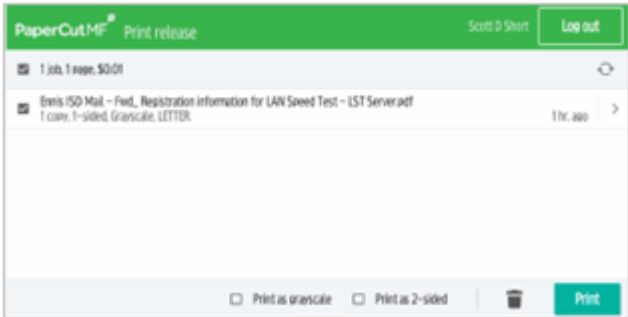 PaperCutMF Print release Scott D Short Log out
1 job, 1 page, $0.01
Ennis ISD Mail - Fwd_ Registration information for LAN Speed Test – LST Server.pdf
1 copy, 1-sided, Grayscale, LETTER
1 hr. ago
Print as grayscale Print as 2-sided Print